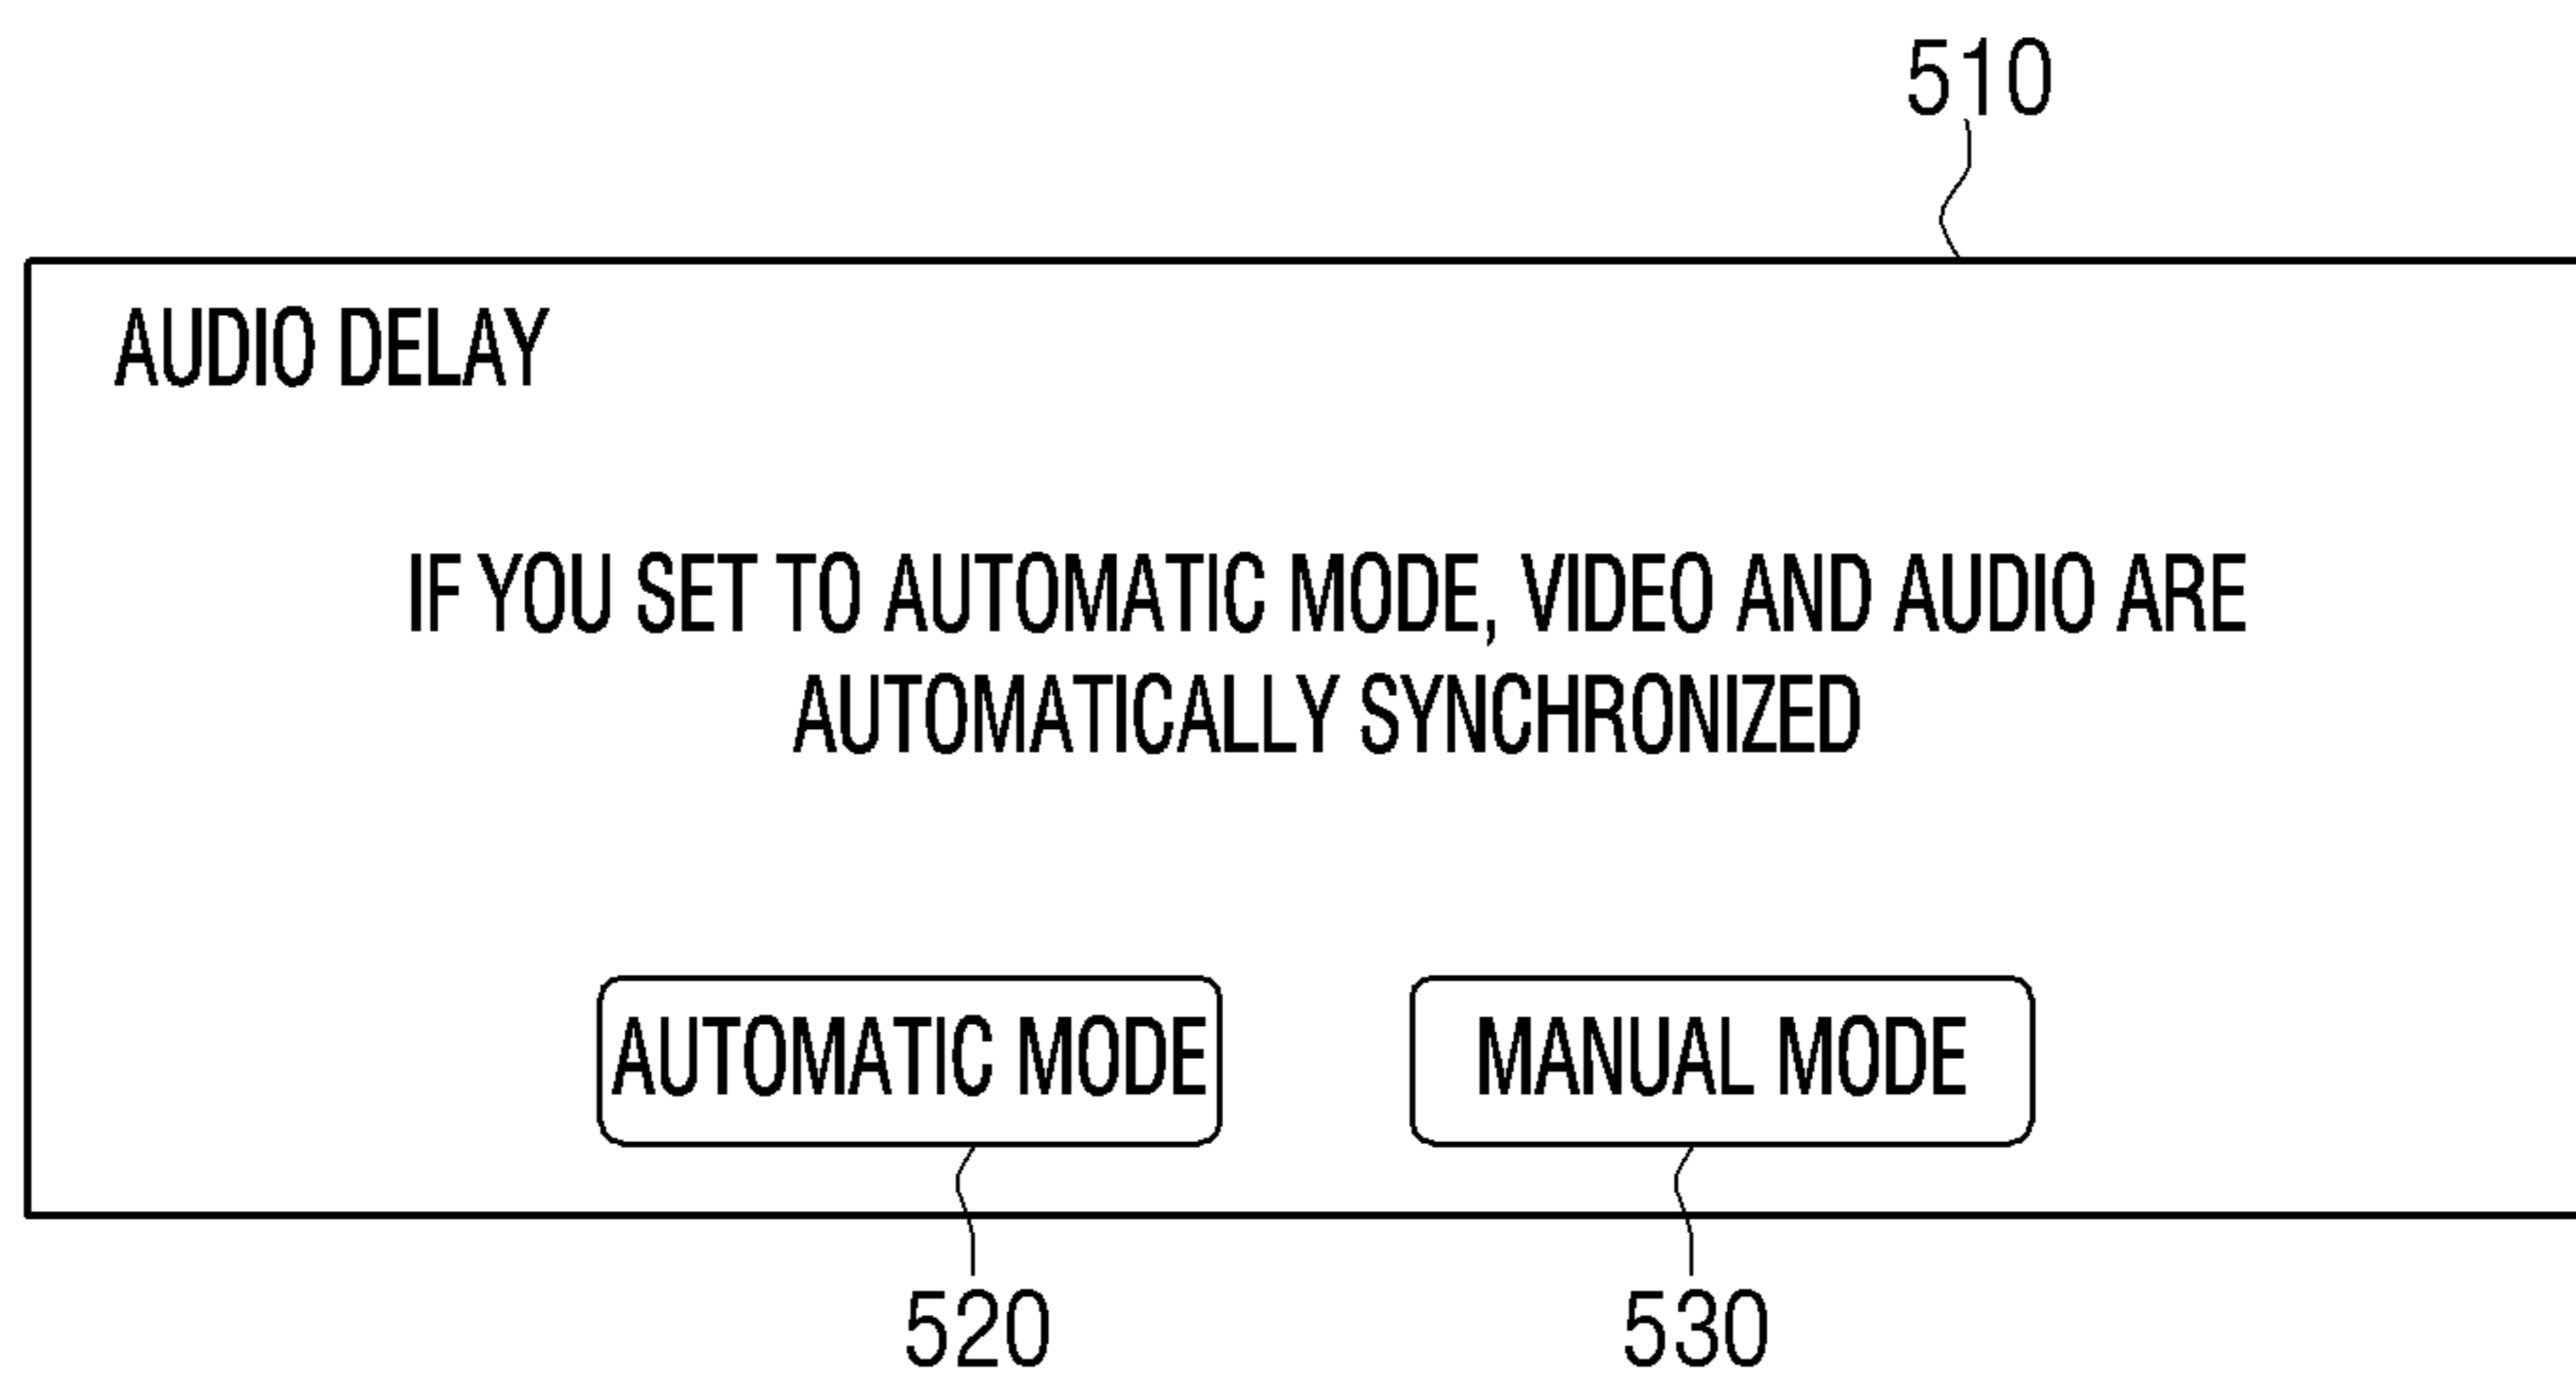 510
AUDIO DELAY
IF YOU SET TO AUTOMATIC MODE, VIDEO AND AUDIO ARE
AUTOMATICALLY SYNCHRONIZED
AUTOMATIC MODE
MANUAL MODE
520
530